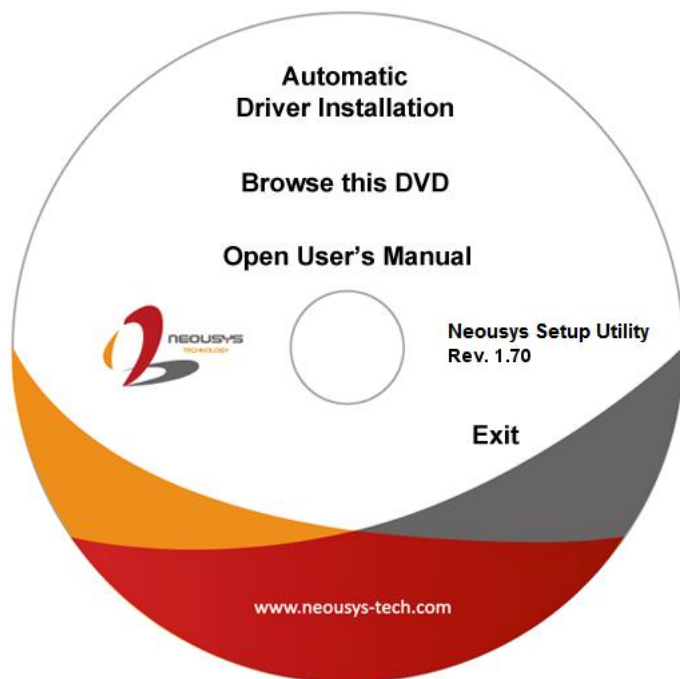 Automatic
Driver Installation
Browse this DVD
Open User's Manual
NEOUSYS
TECHNOLOGY
Neousys Setup Utility
Rev. 1.70
Exit
www.neousys-tech.com